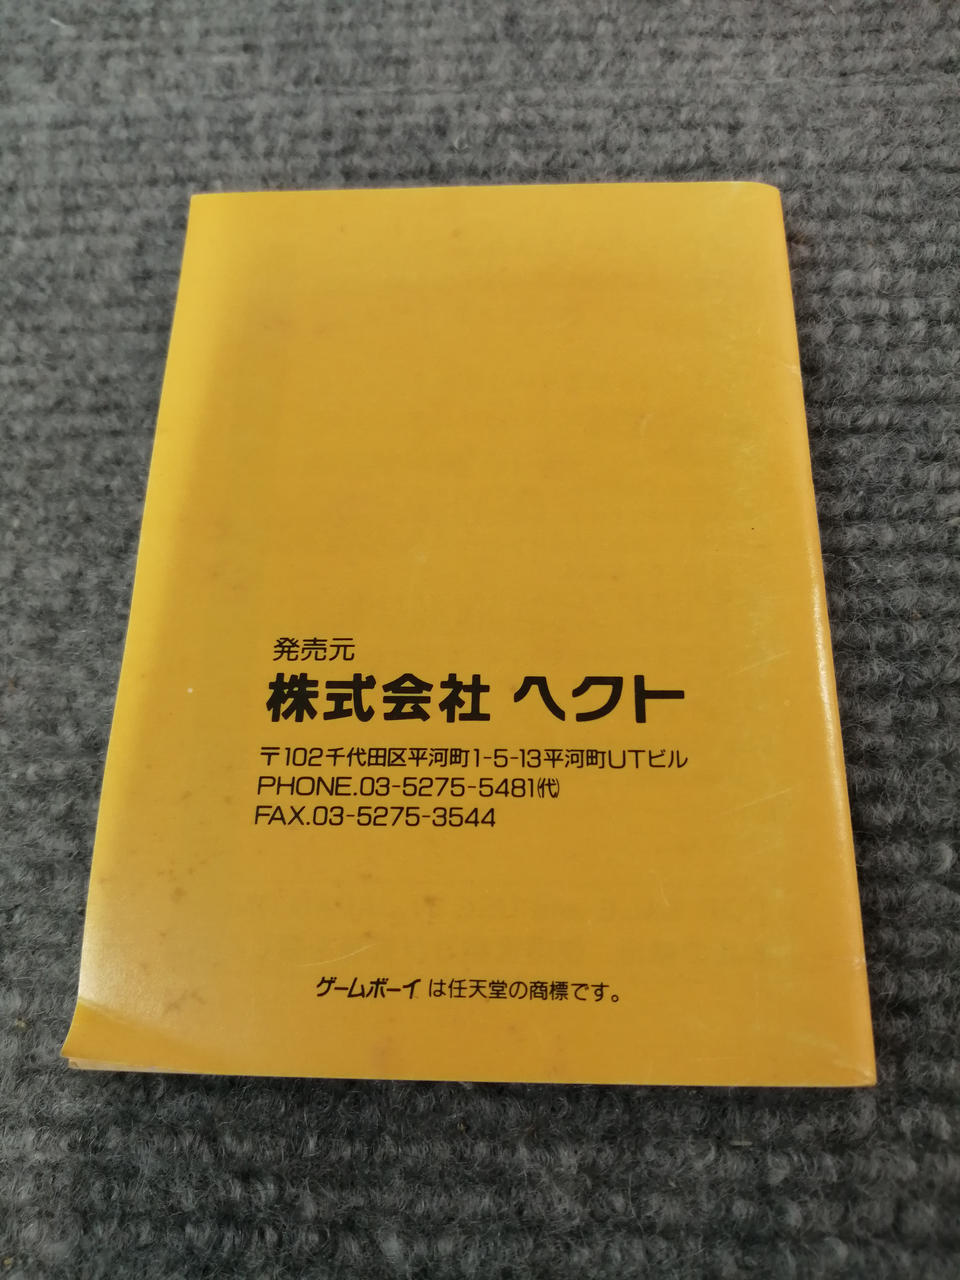 発売元
株式会社 ヘクト
〒102千代田区平河町1-5-13平河町UTビル
PHONE.03-5275-5481㈹
FAX.03-5275-3544
ゲームボーイ は任天堂の商標です。